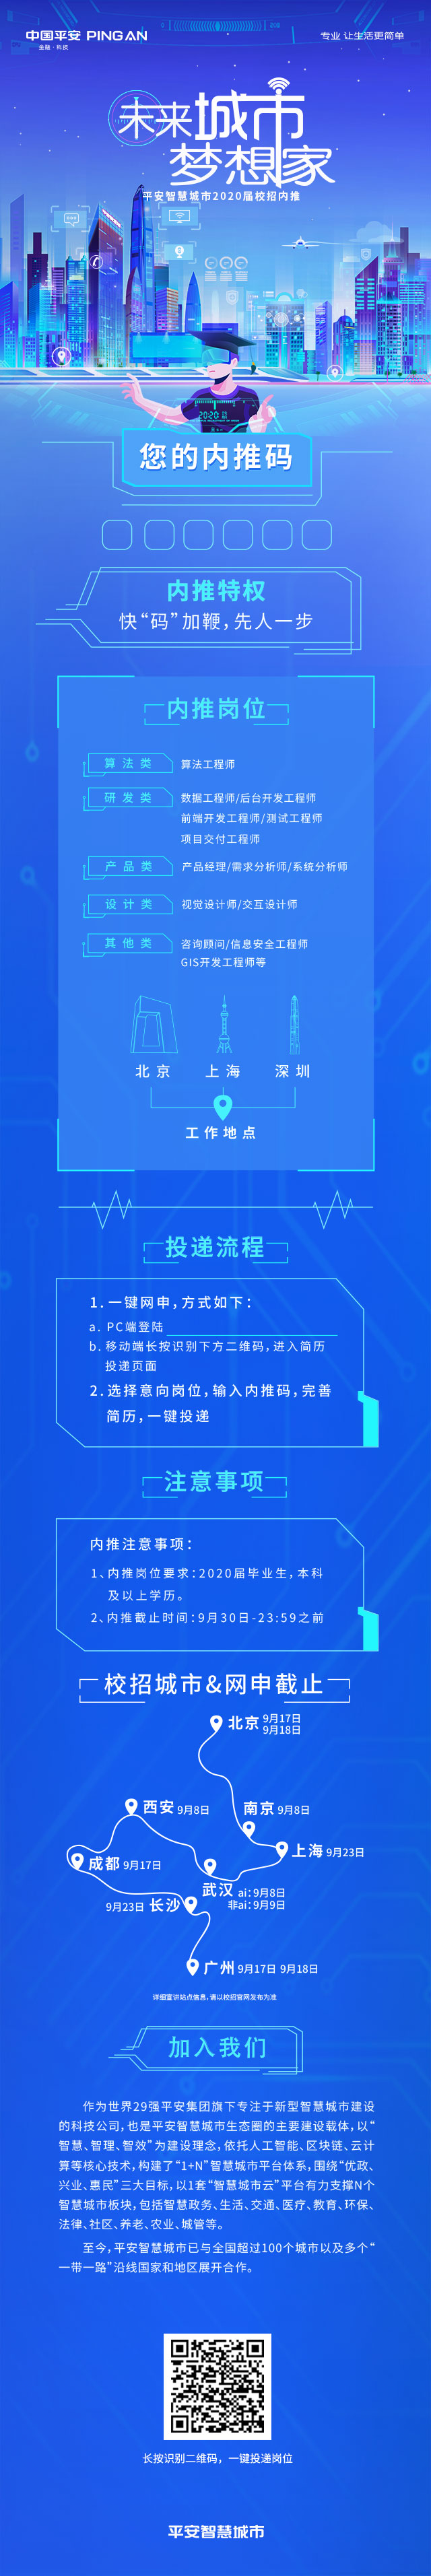 中国平安 PING AN
金融·科技
专业 让生活更简单
未来城市
梦想家
平安智慧城市2020届校招内推
20:20
您的内推码
内推特权
快“码”加鞭,先人一步
内推岗位
算法类 算法工程师
研发类 数据工程师/后台开发工程师
前端开发工程师/测试工程师
项目交付工程师
产品类 产品经理/需求分析师/系统分析师
设计类 视觉设计师/交互设计师
其他类 咨询顾问/信息安全工程师
GIS开发工程师等
北京 上海 深圳
工作地点
投递流程
1.一键网申,方式如下:
a. PC端登陆
b.移动端长按识别下方二维码,进入简历
投递页面
2.选择意向岗位,输入内推码,完善
简历,一键投递
注意事项
内推注意事项:
1、内推岗位要求:2020届毕业生,本科
及以上学历。
2、内推截止时间:9月30日-23:59之前
校招城市&网申截止
北京 9月17日
9月18日
西安 9月8日
南京 9月8日
上海 9月23日
成都 9月17日
武汉 ai:9月8日
非ai:9月9日
9月23日 长沙
广州 9月17日 9月18日
详细宣讲站点信息,请以校招官网发布为准
加入我们
作为世界29强平安集团旗下专注于新型智慧城市建设
的科技公司,也是平安智慧城市生态圈的主要建设载体,以“
智慧、智理、智效”为建设理念,依托人工智能、区块链、云计
算等核心技术,构建了“1+N”智慧城市平台体系,围绕“优政、
兴业、惠民”三大目标,以1套“智慧城市云”平台有力支撑N个
智慧城市板块,包括智慧政务、生活、交通、医疗、教育、环保、
法律、社区、养老、农业、城管等。
至今,平安智慧城市已与全国超过100个城市以及多个“
一带一路”沿线国家和地区展开合作。
长按识别二维码，一键投递岗位
平安智慧城市